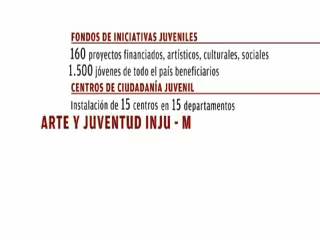 FONDOS DE INICIATIVAS JUVENILES
160 proyectos financiados, artísticos, culturales, sociales
1.500 jóvenes de todo el país beneficiarios
CENTROS DE CIUDADANÍA JUVENIL
Instalación de 15 centros en 15 departamentos
ARTE Y JUVENTUD INJU - M